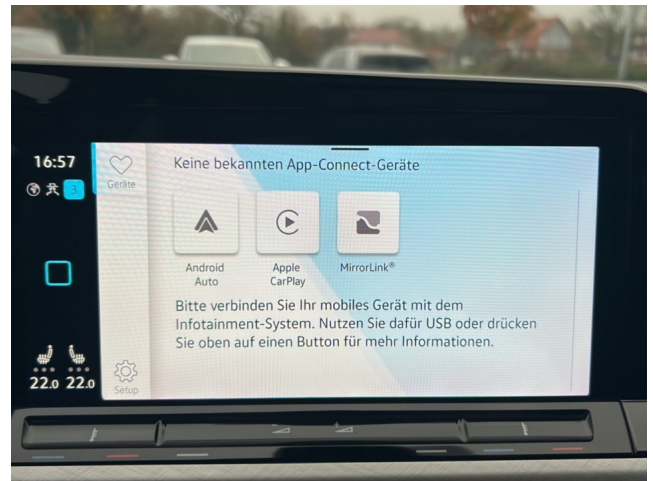 16:57
3
Geräte
Keine bekannten App-Connect-Geräte
Android
Auto
Apple
CarPlay
MirrorLink®
Bitte verbinden Sie Ihr mobiles Gerät mit dem
Infotainment-System. Nutzen Sie dafür USB oder drücken
Sie oben auf einen Button für mehr Informationen.
22.0 22.0
Setup